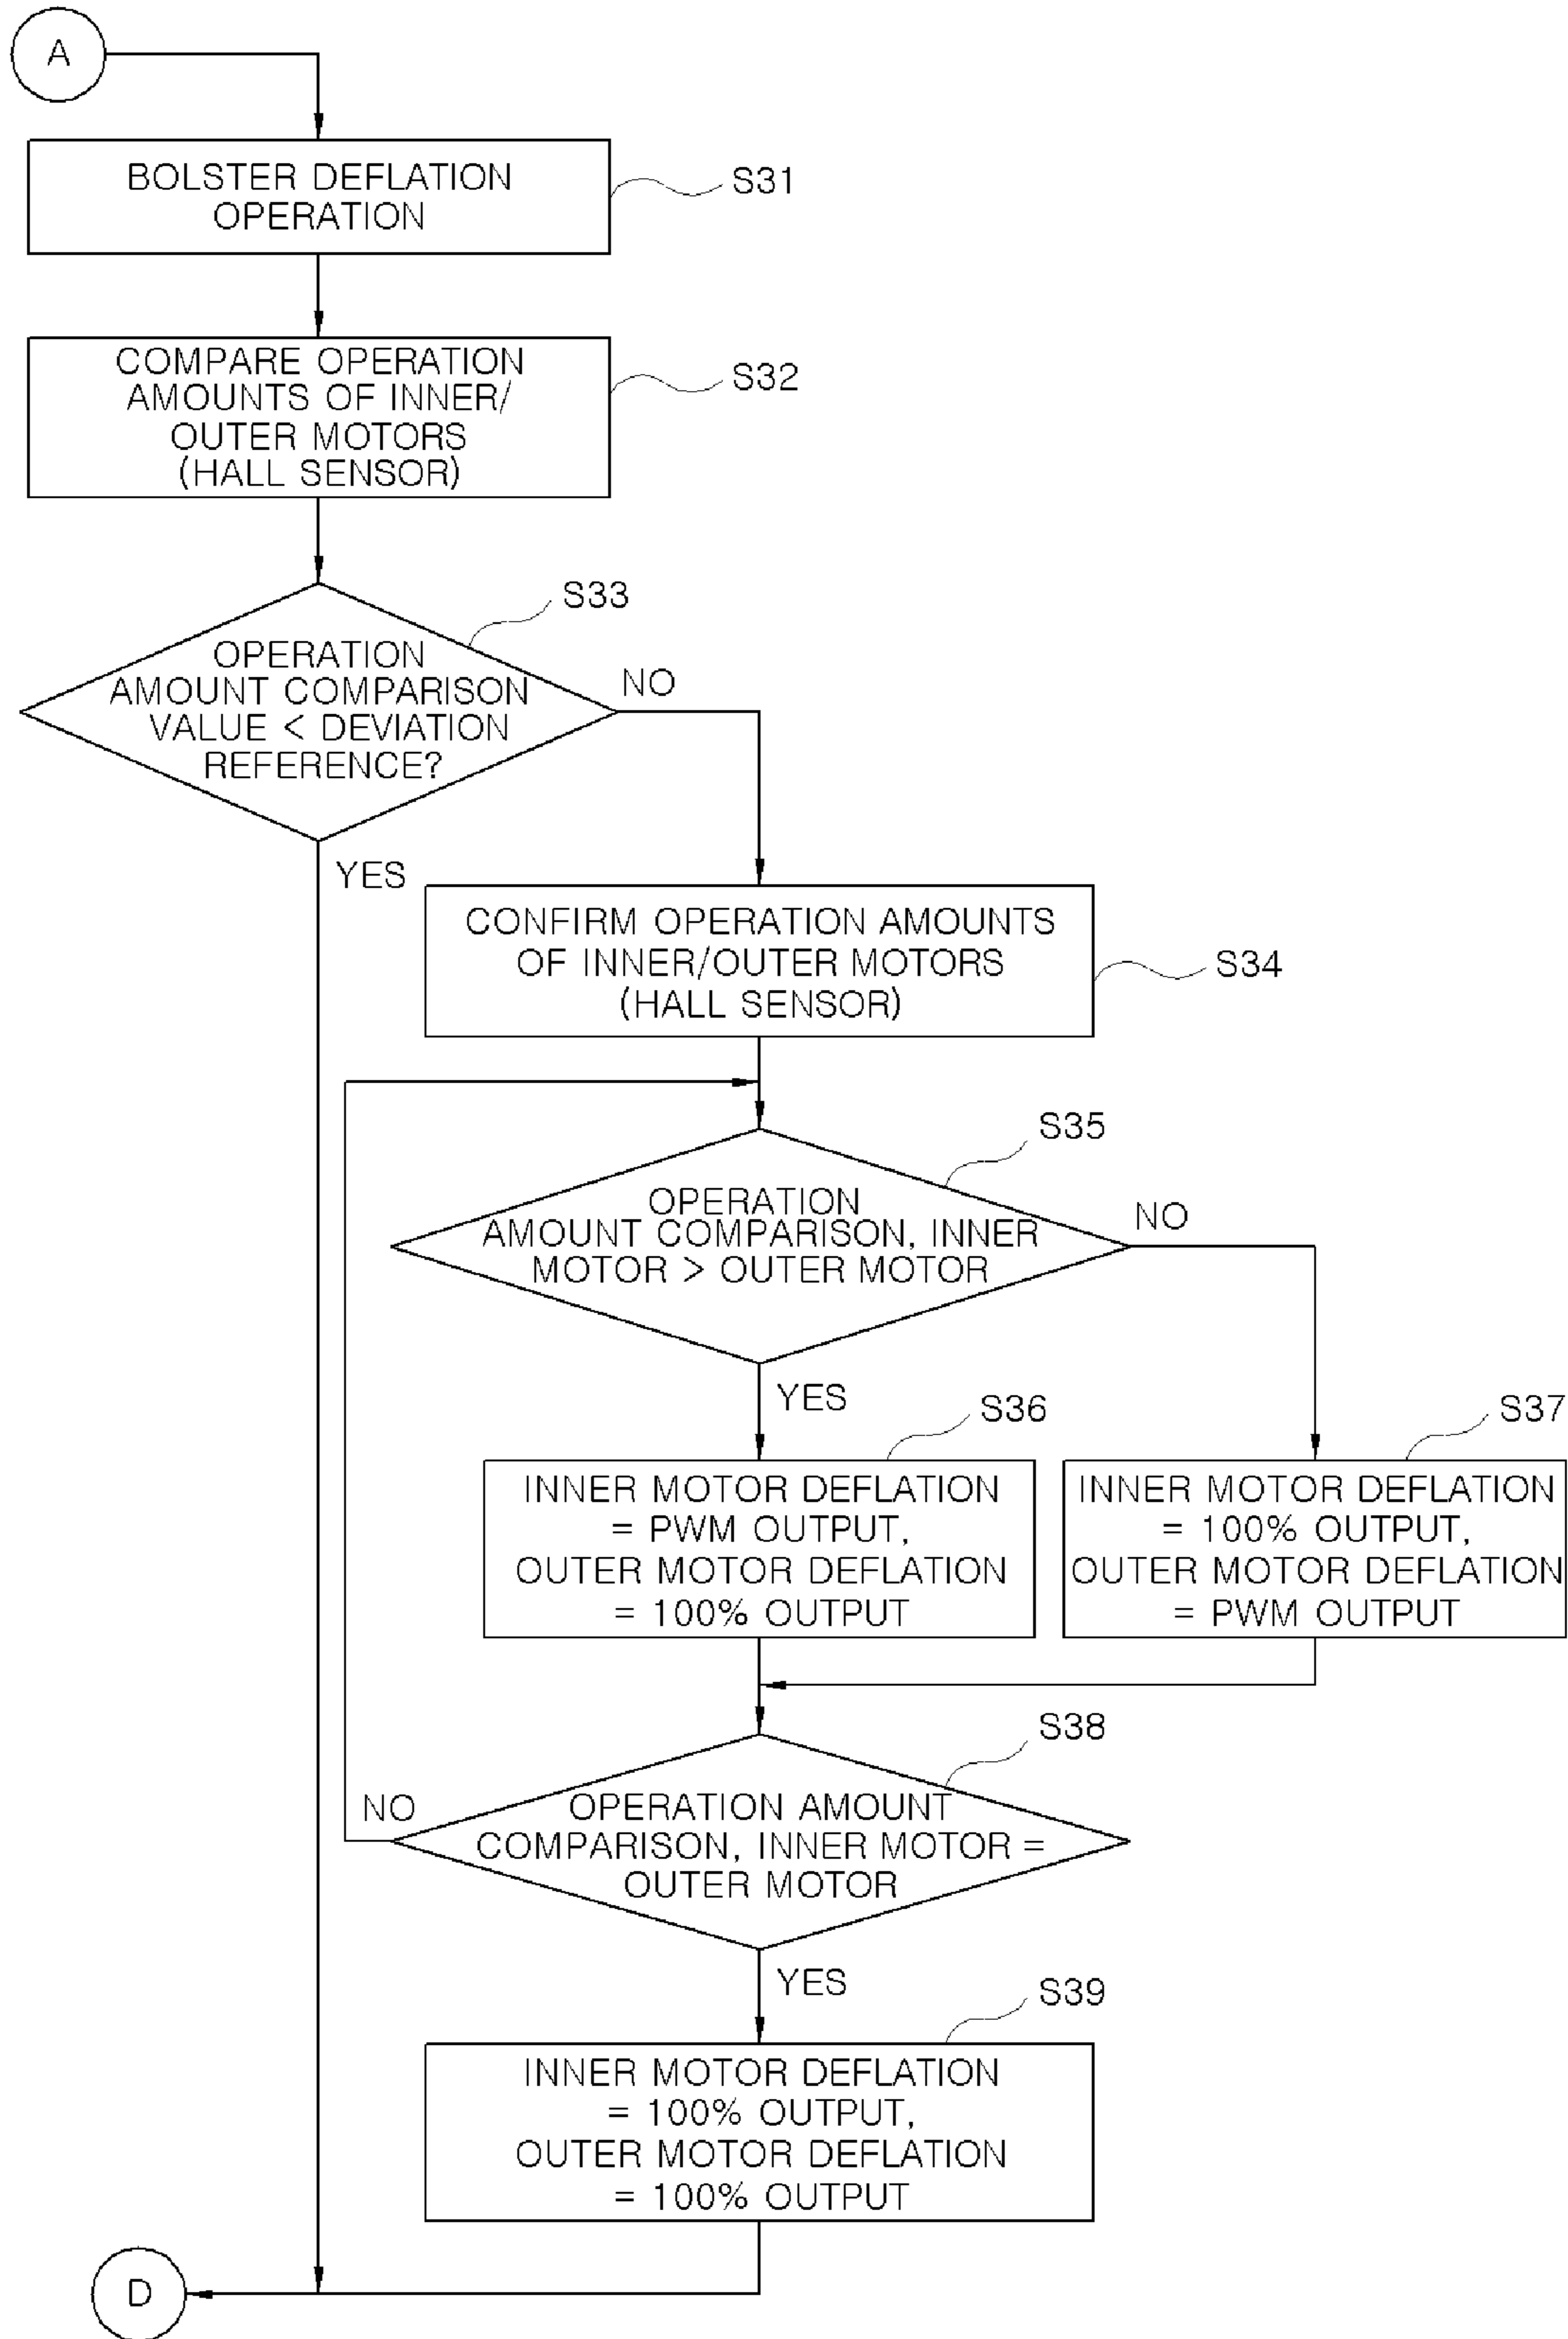 A
BOLSTER DEFLATION
OPERATION
S31
COMPARE OPERATION
AMOUNTS OF INNER/
OUTER MOTORS
(HALL SENSOR)
S32
S33
OPERATION
AMOUNT COMPARISON
VALUE < DEVIATION
REFERENCE?
NO
YES
CONFIRM OPERATION AMOUNTS
OF INNER/OUTER MOTORS
(HALL SENSOR)
S34
S35
OPERATION
AMOUNT COMPARISON, INNER
MOTOR > OUTER MOTOR
NO
YES
S36
INNER MOTOR DEFLATION
= PWM OUTPUT,
OUTER MOTOR DEFLATION
= 100% OUTPUT
S37
INNER MOTOR DEFLATION
= 100% OUTPUT,
OUTER MOTOR DEFLATION
= PWM OUTPUT
S38
NO
OPERATION AMOUNT
COMPARISON, INNER MOTOR =
OUTER MOTOR
YES
S39
INNER MOTOR DEFLATION
= 100% OUTPUT,
OUTER MOTOR DEFLATION
= 100% OUTPUT
D